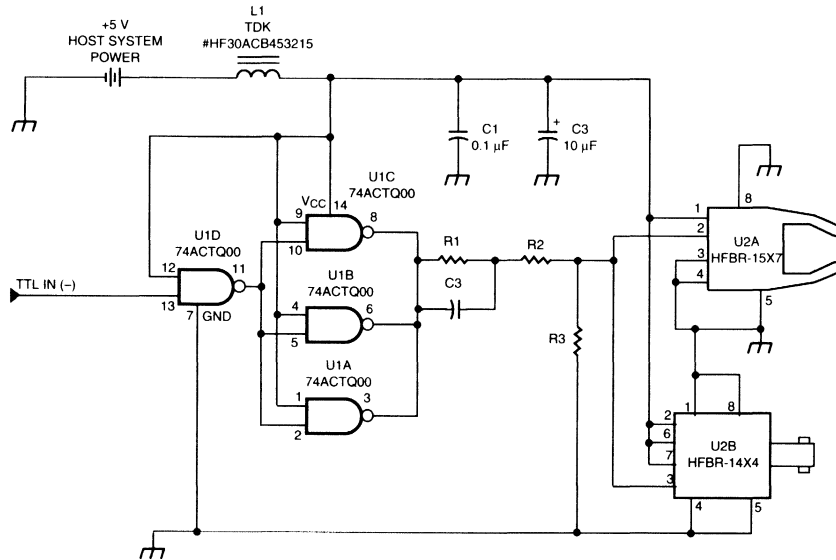 +5 V
HOST SYSTEM
POWER
L1
TDK
#HF30ACB453215
C1
0.1 µF
+
C3
10 µF
U1C
74ACTQ00
VCC
14
9
8
10
U1D
74ACTQ00
12
11
13
7
GND
TTL IN (–)
U1B
74ACTQ00
4
6
5
U1A
74ACTQ00
1
3
2
R1
C3
R2
R3
8
1
2
3
4
5
U2A
HFBR-15X7
1
8
2
6
7
3
U2B
HFBR-14X4
4
5